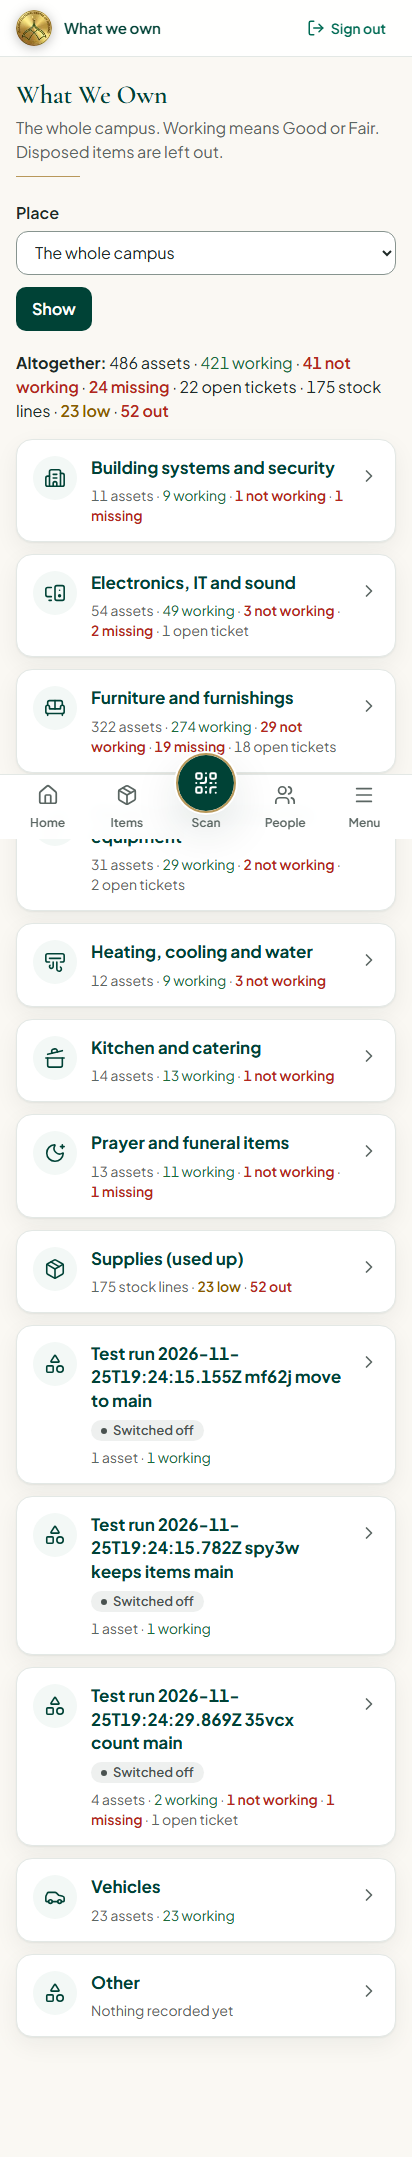 What we own
Sign out
What We Own
The whole campus. Working means Good or Fair.
Disposed items are left out.
Place
The whole campus
Show
Altogether: 486 assets · 421 working · 41 not
working · 24 missing · 22 open tickets · 175 stock
lines · 23 low · 52 out
Building systems and security
11 assets · 9 working · 1 not working · 1
missing
Electronics, IT and sound
54 assets · 49 working · 3 not working ·
2 missing · 1 open ticket
Furniture and furnishings
322 assets · 274 working · 29 not
working · 19 missing · 18 open tickets
Home
Items
Scan
People
Menu
equipment
31 assets · 29 working · 2 not working ·
2 open tickets
Heating, cooling and water
12 assets · 9 working · 3 not working
Kitchen and catering
14 assets · 13 working · 1 not working
Prayer and funeral items
13 assets · 11 working · 1 not working ·
1 missing
Supplies (used up)
175 stock lines · 23 low · 52 out
Test run 2026-11-
25T19:24:15.155Z mf62j move
to main
Switched off
1 asset · 1 working
Test run 2026-11-
25T19:24:15.782Z spy3w
keeps items main
Switched off
1 asset · 1 working
Test run 2026-11-
25T19:24:29.869Z 35vcx
count main
Switched off
4 assets · 2 working · 1 not working · 1
missing · 1 open ticket
Vehicles
23 assets · 23 working
Other
Nothing recorded yet